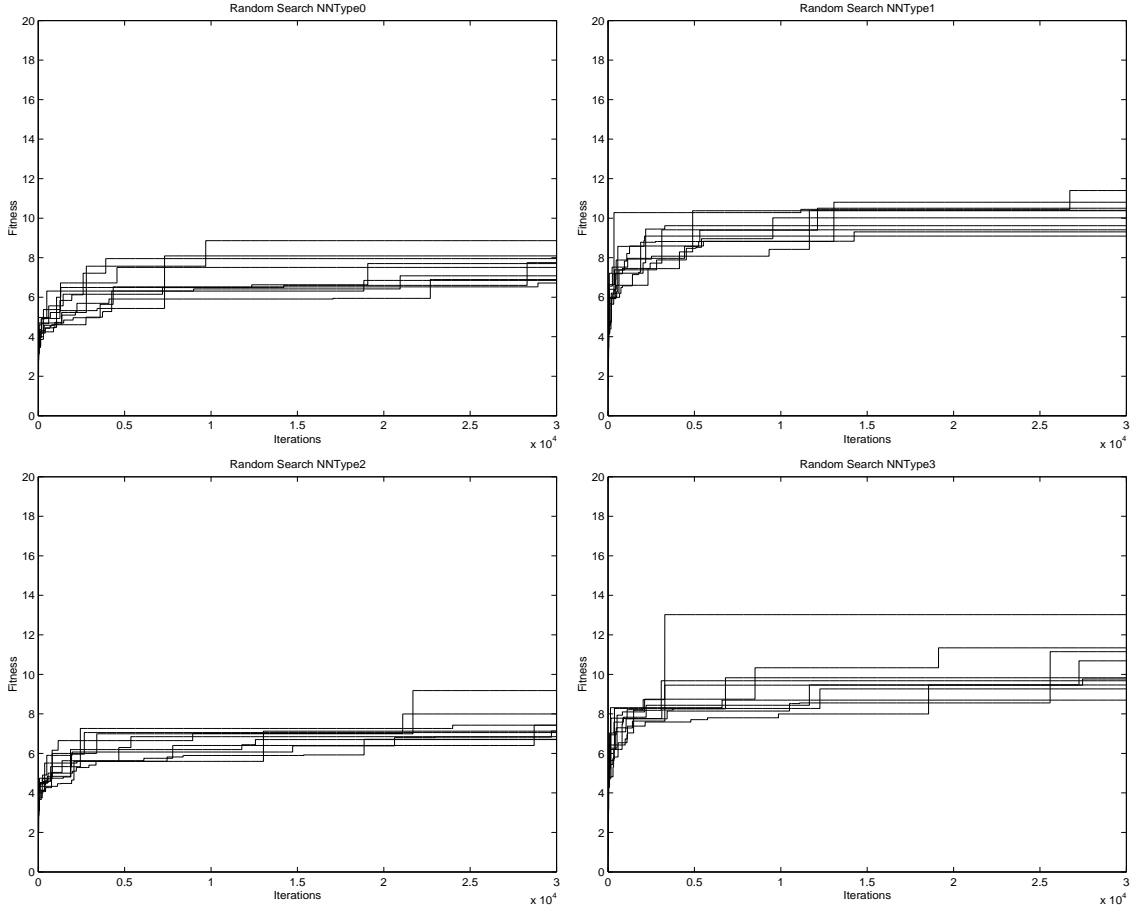 Random Search NNType0
20
18
16
14
12
10
8
6
4
2
0
Fitness
0 0.5 1 1.5 2 2.5 3
Iterations
x 10^4
Random Search NNType1
20
18
16
14
12
10
8
6
4
2
0
Fitness
0 0.5 1 1.5 2 2.5 3
Iterations
x 10^4
Random Search NNType2
20
18
16
14
12
10
8
6
4
2
0
Fitness
0 0.5 1 1.5 2 2.5 3
Iterations
x 10^4
Random Search NNType3
20
18
16
14
12
10
8
6
4
2
0
Fitness
0 0.5 1 1.5 2 2.5 3
Iterations
x 10^4